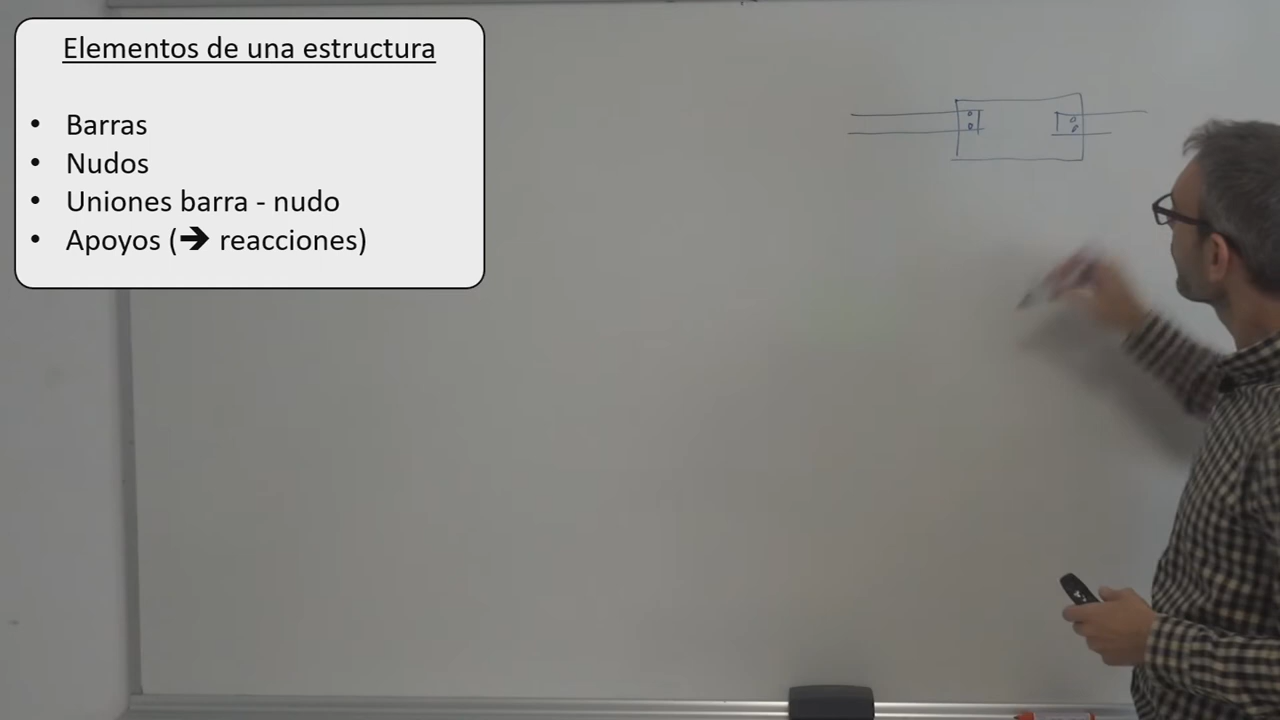 Elementos de una estructura
• Barras
• Nudos
• Uniones barra - nudo
• Apoyos (➔ reacciones)